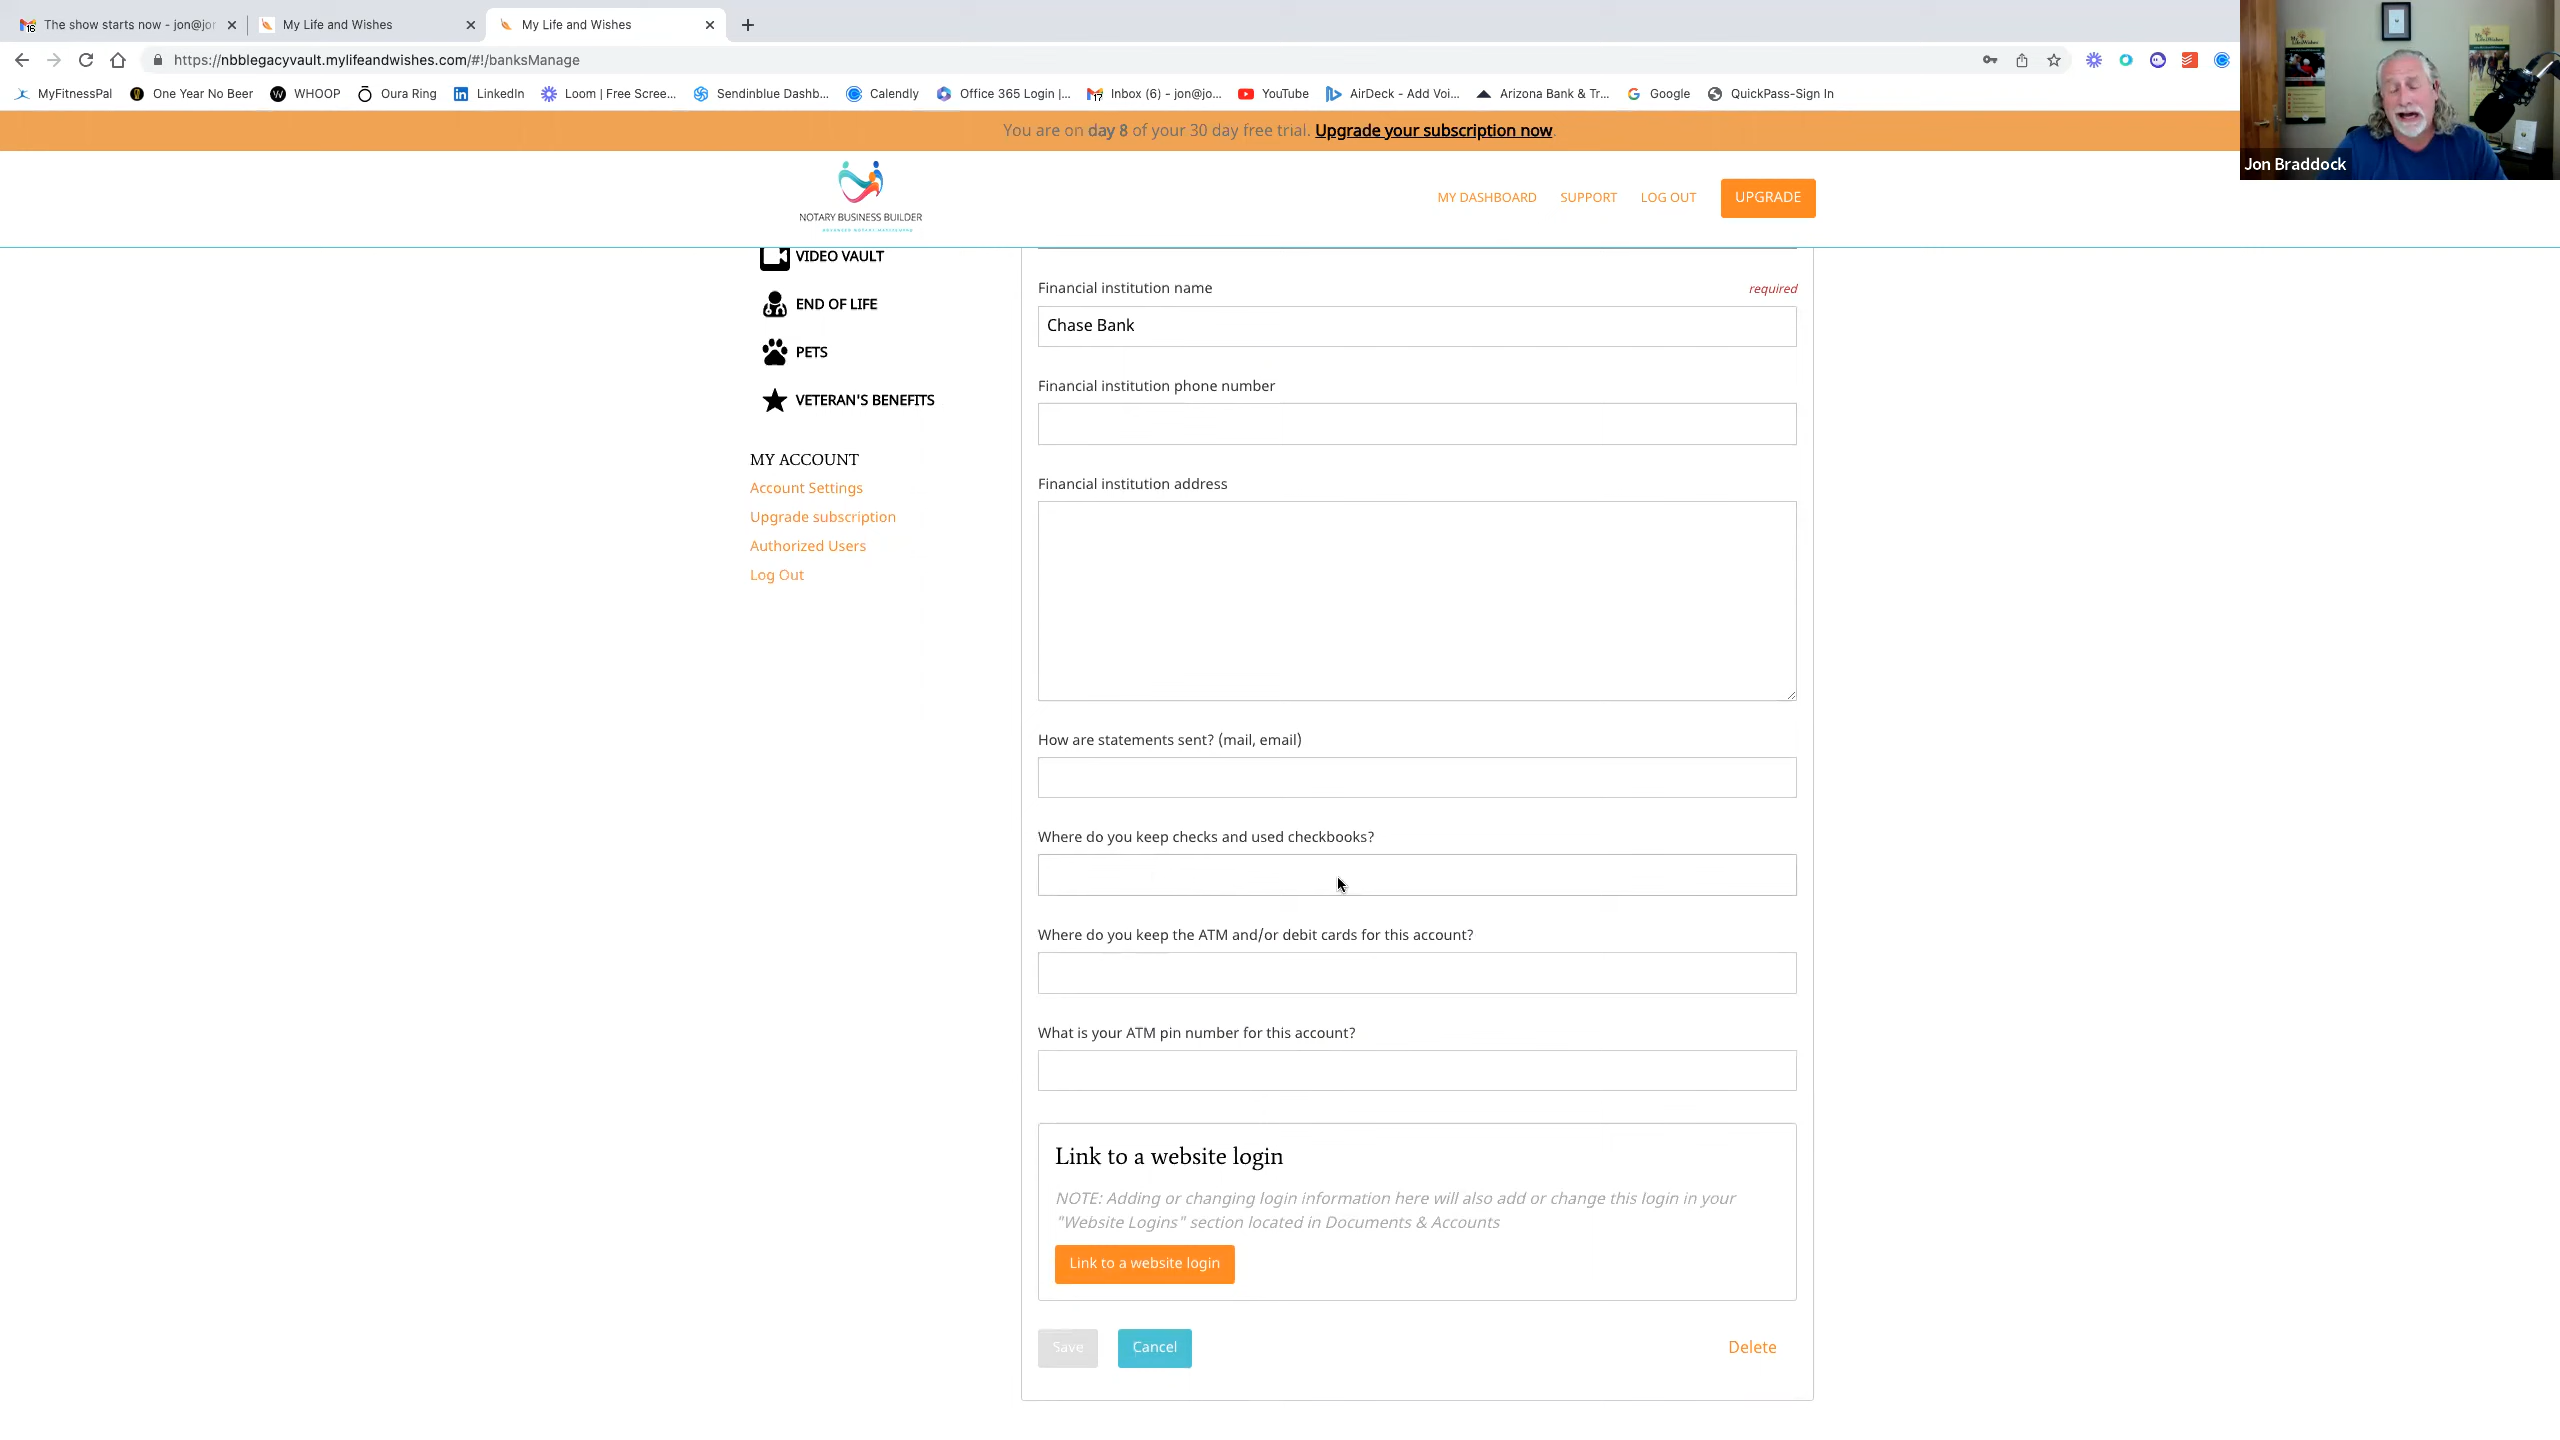 The show starts now - jon@jor
My Life and Wishes
My Life and Wishes
https://nbblegacyvault.mylifeandwishes.com/#!/banksManage
MyFitnessPal
One Year No Beer
WHOOP
Oura Ring
LinkedIn
Loom | Free Scree...
Sendinblue Dashb...
Calendly
Office 365 Login |...
Inbox (6) - jon@jo...
YouTube
AirDeck - Add Voi...
Arizona Bank & Tr...
Google
QuickPass-Sign In
Jon Braddock
You are on day 8 of your 30 day free trial. Upgrade your subscription now.
NOTARY BUSINESS BUILDER
MY DASHBOARD
SUPPORT
LOG OUT
UPGRADE
VIDEO VAULT
END OF LIFE
PETS
VETERAN'S BENEFITS
MY ACCOUNT
Account Settings
Upgrade subscription
Authorized Users
Log Out
Financial institution name
required
Chase Bank
Financial institution phone number
Financial institution address
How are statements sent? (mail, email)
Where do you keep checks and used checkbooks?
Where do you keep the ATM and/or debit cards for this account?
What is your ATM pin number for this account?
Link to a website login
NOTE: Adding or changing login information here will also add or change this login in your
"Website Logins" section located in Documents & Accounts
Link to a website login
Save
Cancel
Delete